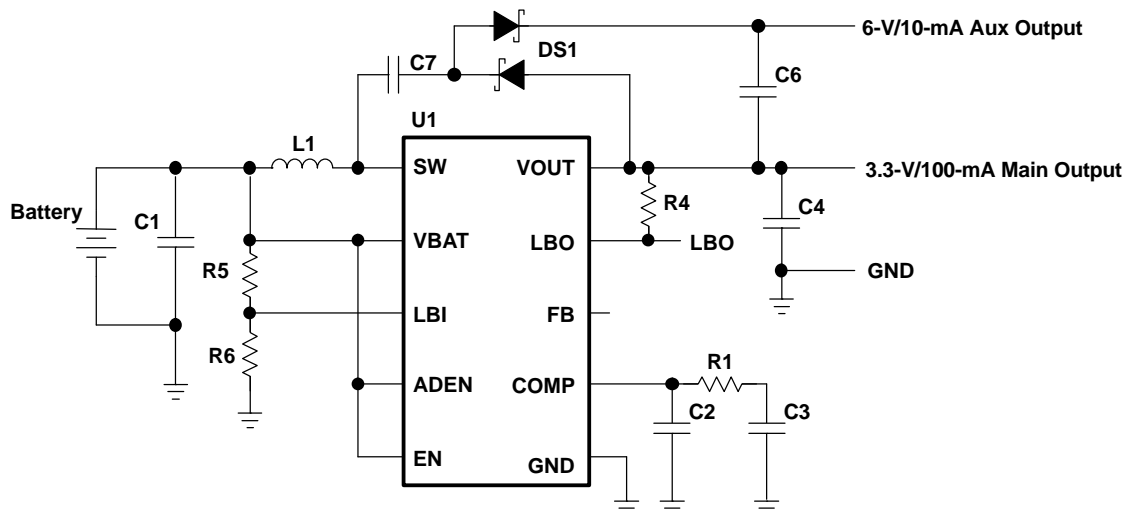 6-V/10-mA Aux Output
DS1
C7
C6
U1
L1
SW
VOUT
3.3-V/100-mA Main Output
R4
C4
Battery
C1
VBAT
LBO
LBO
R5
GND
LBI
FB
R6
R1
ADEN
COMP
C2
C3
EN
GND